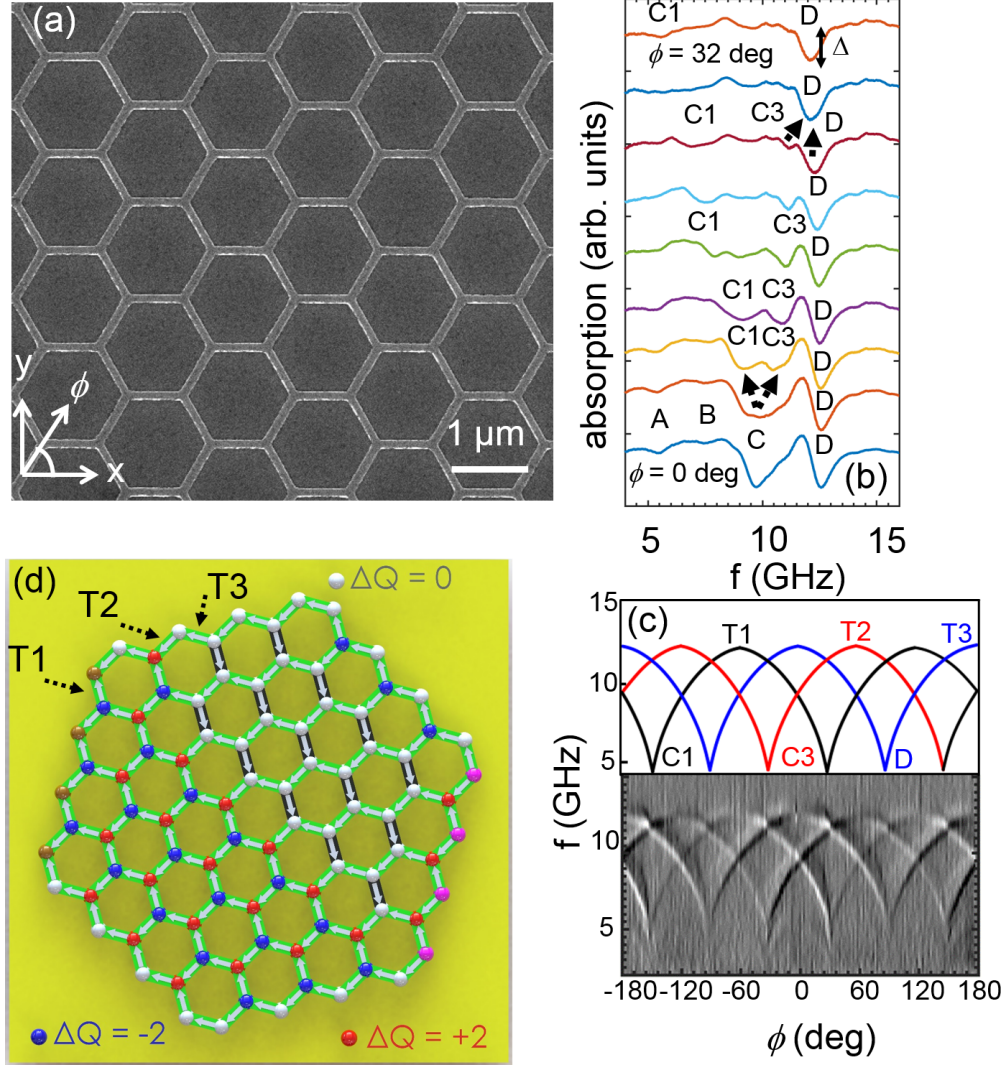 (a)
y
ϕ
x
1 μm
C1
D
ϕ = 32 deg
Δ
D
C3
C1
D
D
C3
C1
D
C1 C3
D
C1 C3
D
A
B
C
D
D
ϕ = 0 deg
(b)
absorption (arb. units)
5
10
15
f (GHz)
(d)
ΔQ = 0
T3
T2
T1
ΔQ = -2
ΔQ = +2
(c)
15
T1
T2
T3
10
C1
C3
D
5
f (GHz)
10
5
-180
-120
-60
0
60
120
180
ϕ (deg)